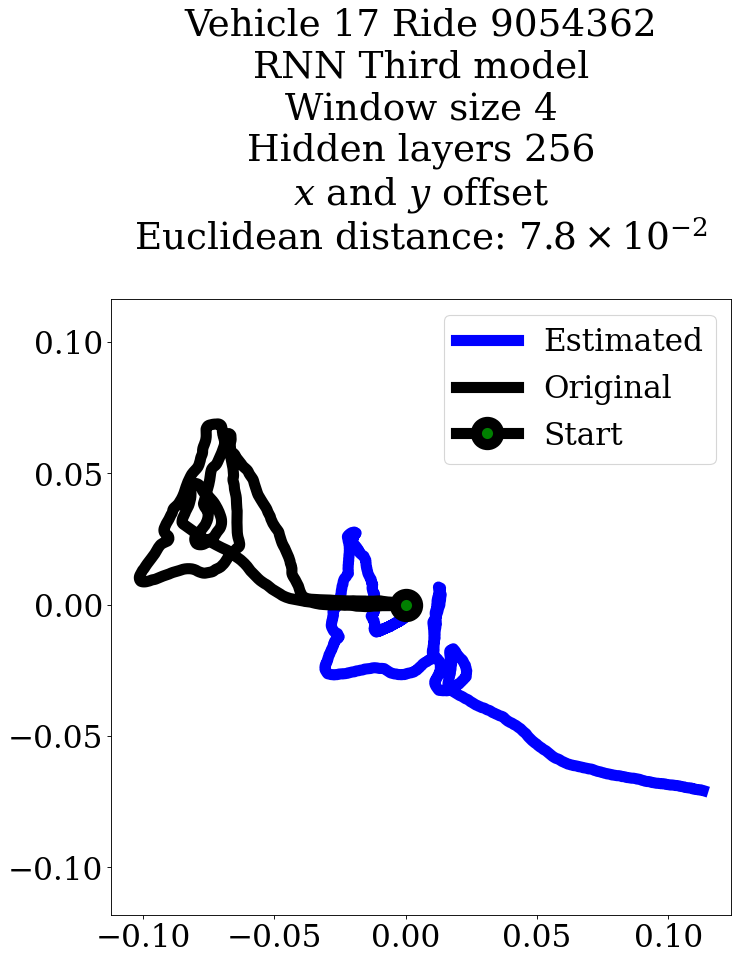 Vehicle 17 Ride 9054362
RNN Third model
Window size 4
Hidden layers 256
x and y offset
Euclidean distance: 7.8 × 10⁻²
Estimated
Original
Start
0.10
0.05
0.00
−0.05
−0.10
−0.10 −0.05 0.00 0.05 0.10